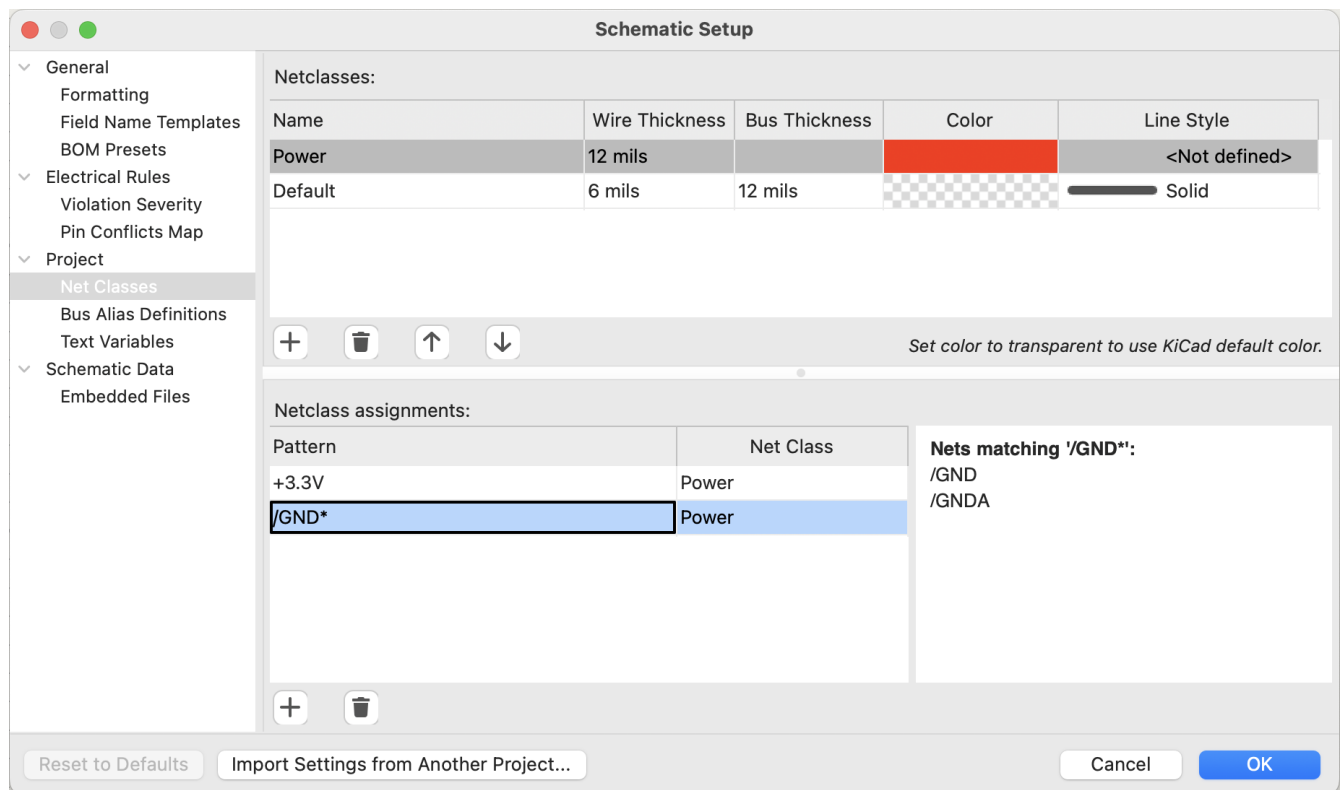 Schematic Setup
General
Formatting
Field Name Templates
BOM Presets
Electrical Rules
Violation Severity
Pin Conflicts Map
Project
Net Classes
Bus Alias Definitions
Text Variables
Schematic Data
Embedded Files
Netclasses:
Name Wire Thickness Bus Thickness Color Line Style
Power 12 mils <Not defined>
Default 6 mils 12 mils Solid
Set color to transparent to use KiCad default color.
Netclass assignments:
Pattern Net Class
+3.3V Power
/GND* Power
Nets matching '/GND*':
/GND
/GNDA
Reset to Defaults Import Settings from Another Project... Cancel OK